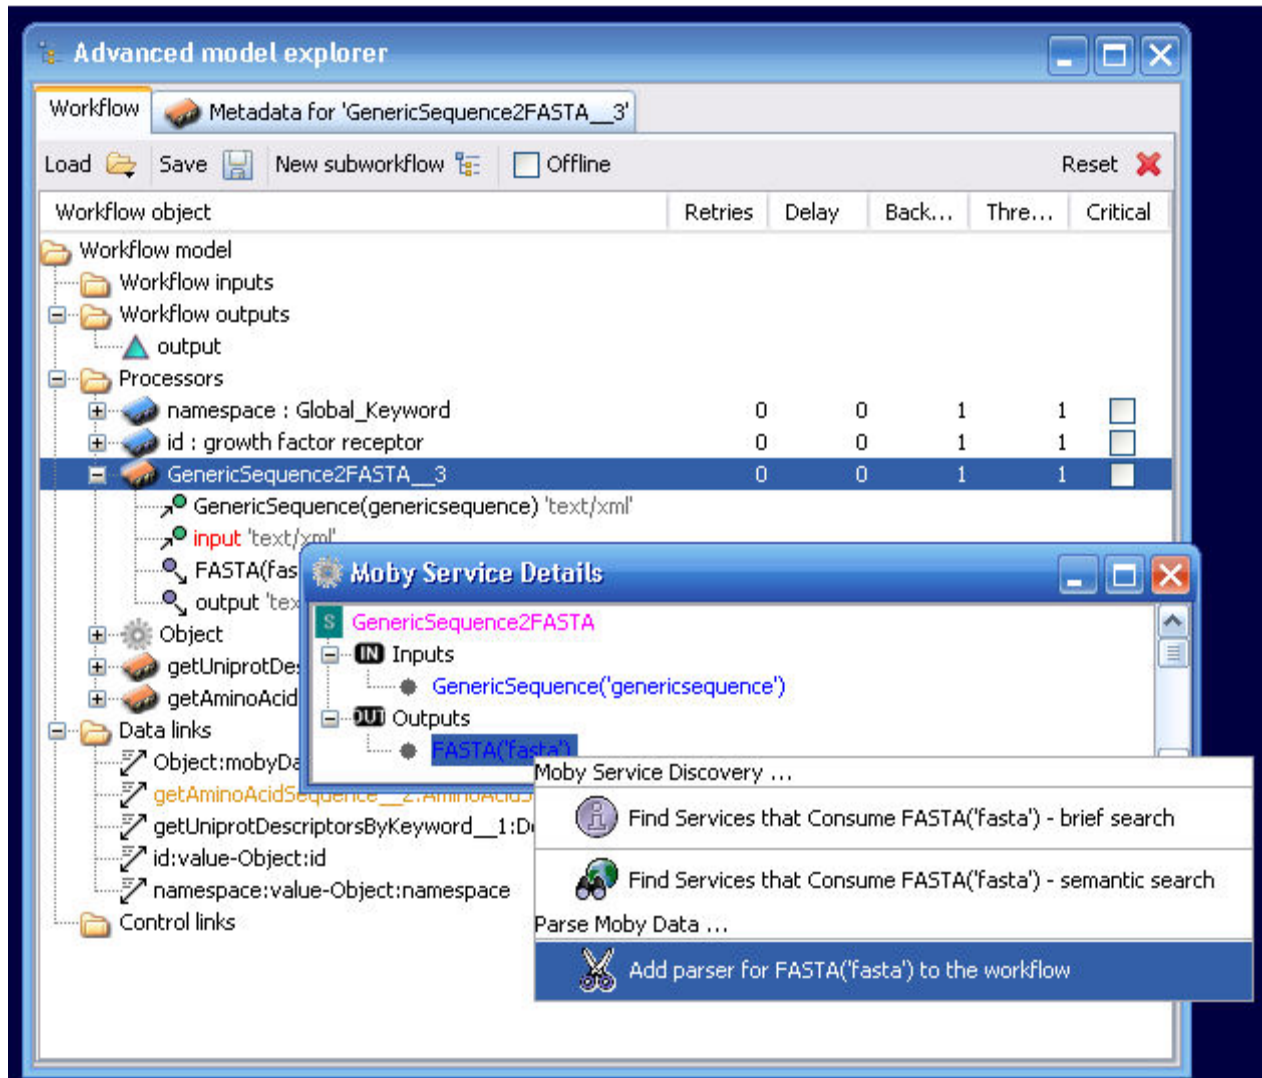 Advanced model explorer
Workflow Metadata for 'GenericSequence2FASTA__3'
Load Save New subworkflow Offline Reset
Workflow object Retries Delay Back... Thre... Critical
Workflow model
Workflow inputs
Workflow outputs
output
Processors
namespace : Global_Keyword 0 0 1 1
id : growth factor receptor 0 0 1 1
GenericSequence2FASTA__3 0 0 1 1
GenericSequence(genericsequence) 'text/xml'
input 'text/xml'
FASTA(fas
output 'tex
Object
getUniprotDes
getAminoAcid
Data links
Object:mobyDa
getAminoAcidSequence__2:AminoAcidS
getUniprotDescriptorsByKeyword__1:De
id:value-Object:id
namespace:value-Object:namespace
Control links
Moby Service Details
S GenericSequence2FASTA
IN Inputs
GenericSequence('genericsequence')
OUT Outputs
FASTA('fasta')
Moby Service Discovery ...
Find Services that Consume FASTA('fasta') - brief search
Find Services that Consume FASTA('fasta') - semantic search
Parse Moby Data ...
Add parser for FASTA('fasta') to the workflow